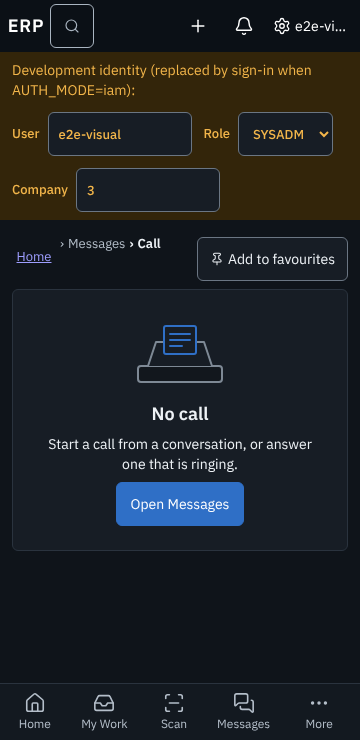 ERP
e2e-vi...
Development identity (replaced by sign-in when
AUTH_MODE=iam):
User
e2e-visual
Role
SYSADM
Company
3
Home › Messages › Call
Add to favourites
No call
Start a call from a conversation, or answer
one that is ringing.
Open Messages
Home
My Work
Scan
Messages
More